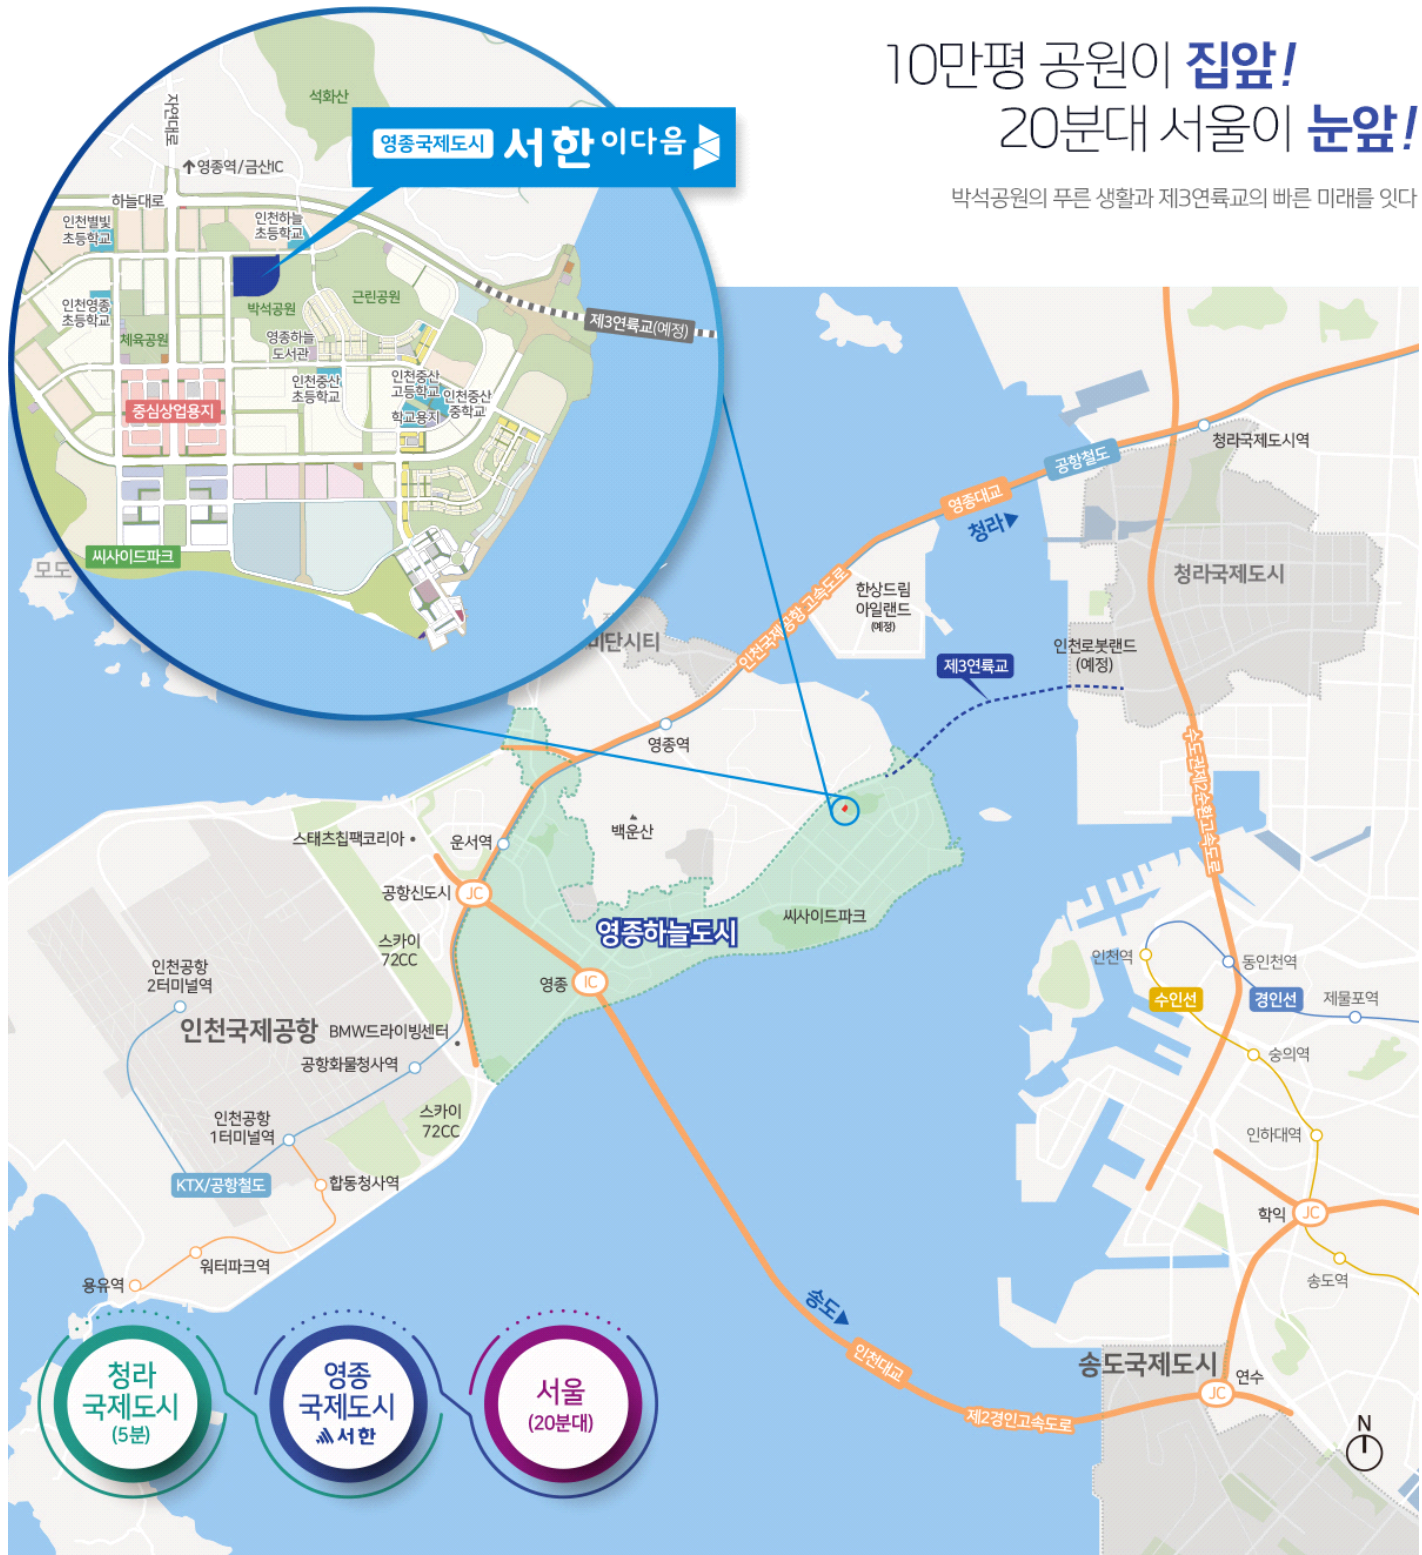 10만평 공원이 집앞!
20분대 서울이 눈앞!
박석공원의 푸른 생활과 제3연륙교의 빠른 미래를 잇다
석화산
자연대로
영종국제도시 서한이다음
↑영종역/금산IC
하늘대로
인천별빛
초등학교
인천하늘
초등학교
인천영종
초등학교
박석공원
근린공원
제3연륙교(예정)
체육공원
영종하늘
도서관
인천중산
초등학교
인천중산
고등학교
인천중산
중학교
학교용지
중심상업용지
씨사이드파크
모도
미단시티
청라국제도시역
공항철도
영종대교
청라▶
인천국제공항 고속도로
한상드림
아일랜드
(예정)
청라국제도시
제3연륙교
인천로봇랜드
(예정)
영종역
수도권제2순환고속도로
백운산
스태츠칩팩코리아
운서역
공항신도시
JC
씨사이드파크
영종하늘도시
스카이
72CC
영종
IC
인천역
동인천역
수인선
경인선
제물포역
인천공항
2터미널역
인천국제공항
BMW드라이빙센터
공항화물청사역
숭의역
스카이
72CC
인천공항
1터미널역
인하대역
KTX/공항철도
합동청사역
학익
JC
워터파크역
용유역
송도역
송도▶
인천대교
송도국제도시
연수
JC
제2경인고속도로
N
청라
국제도시
(5분)
영종
국제도시
서한
서울
(20분대)